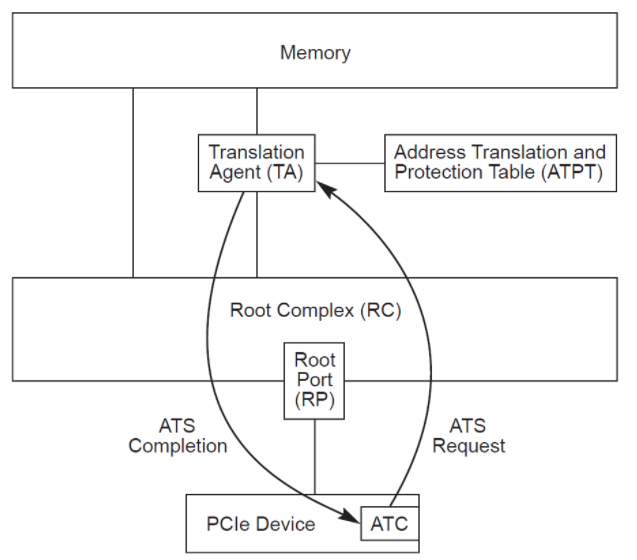 Memory
Translation
Agent (TA)
Address Translation and
Protection Table (ATPT)
Root Complex (RC)
Root
Port
(RP)
ATS
Completion
ATS
Request
PCIe Device
ATC